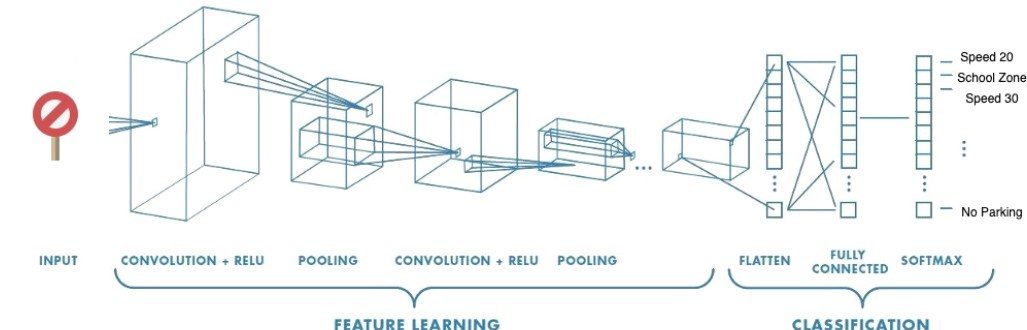 Speed 20
School Zone
Speed 30
No Parking
INPUT
CONVOLUTION + RELU
POOLING
CONVOLUTION + RELU
POOLING
FLATTEN
FULLY
CONNECTED
SOFTMAX
FEATURE LEARNING
CLASSIFICATION